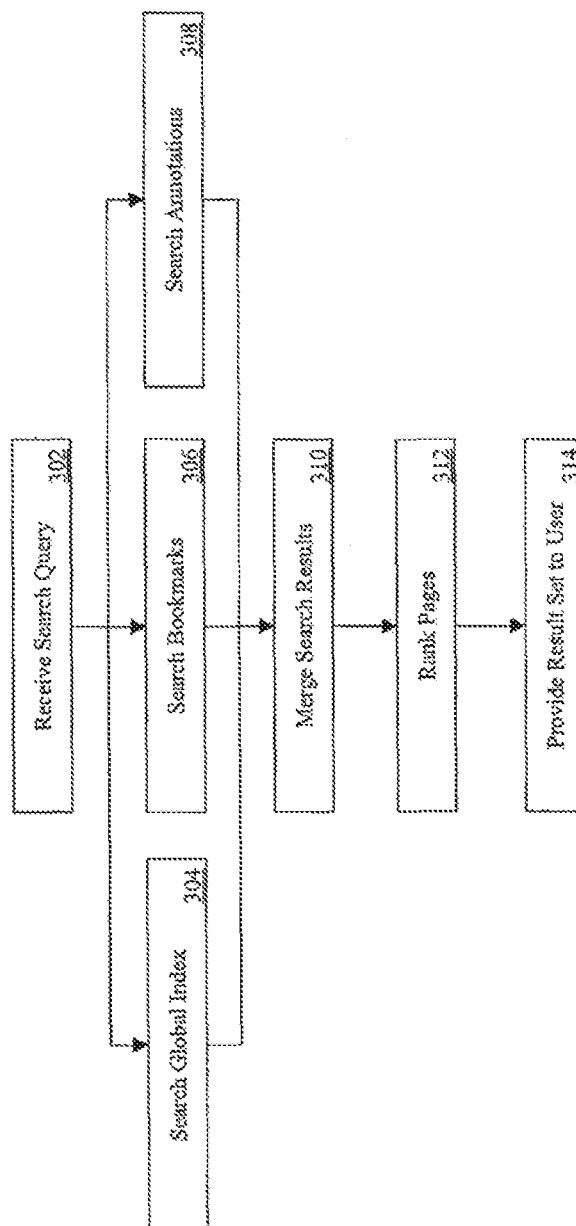 Receive Search Query
302
Search Global Index
304
Search Bookmarks
306
Search Annotations
308
Merge Search Results
310
Rank Pages
312
Provide Result Set to User
314